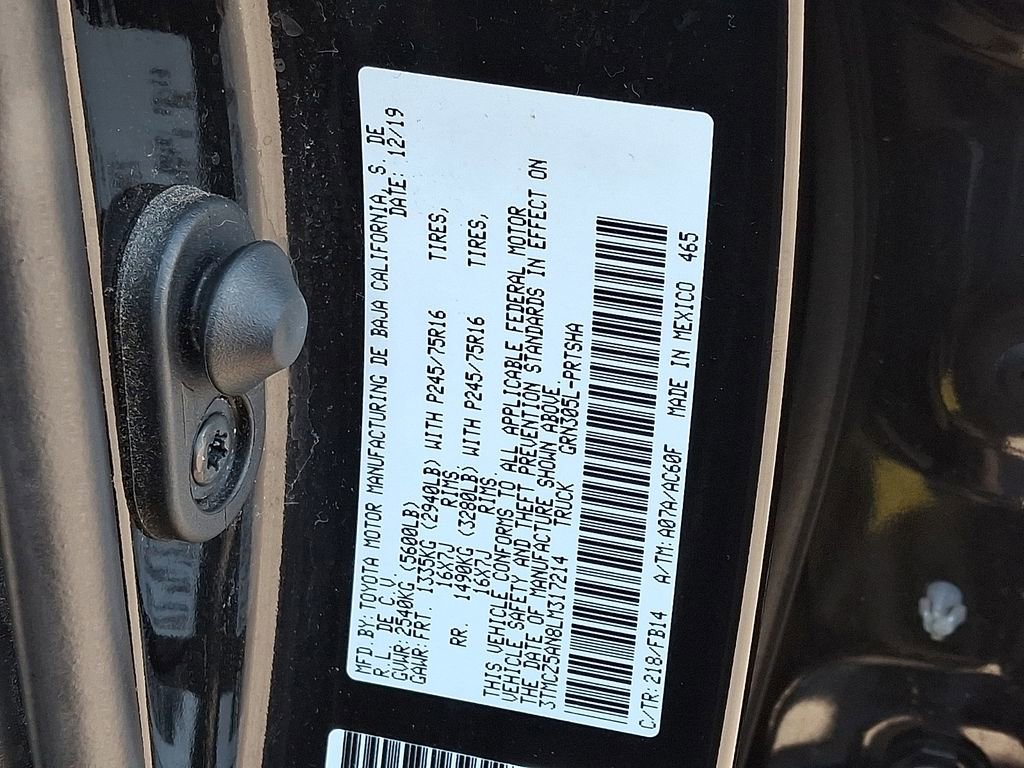 MFD BY: TOYOTA MOTOR MANUFACTURING DE BAJA CALIFORNIA, S. DE
R.L. DE C.V. DATE: 12/19
GVWR: 2540KG (5600LB)
GAWR: FRT. 1335KG (2940LB) WITH P245/75R16 TIRES,
16X7J RIMS.
RR. 1490KG (3280LB) WITH P245/75R16 TIRES,
16X7J RIMS.
THIS VEHICLE CONFORMS TO ALL APPLICABLE FEDERAL MOTOR
VEHICLE SAFETY AND THEFT PREVENTION STANDARDS IN EFFECT ON
THE DATE OF MANUFACTURE SHOWN ABOVE.
3TMCZ5AN8LM317214 TRUCK GRN305L-PRTSHA
C/TR:218/FB14 A/TM:A07A/AC60F MADE IN MEXICO 465